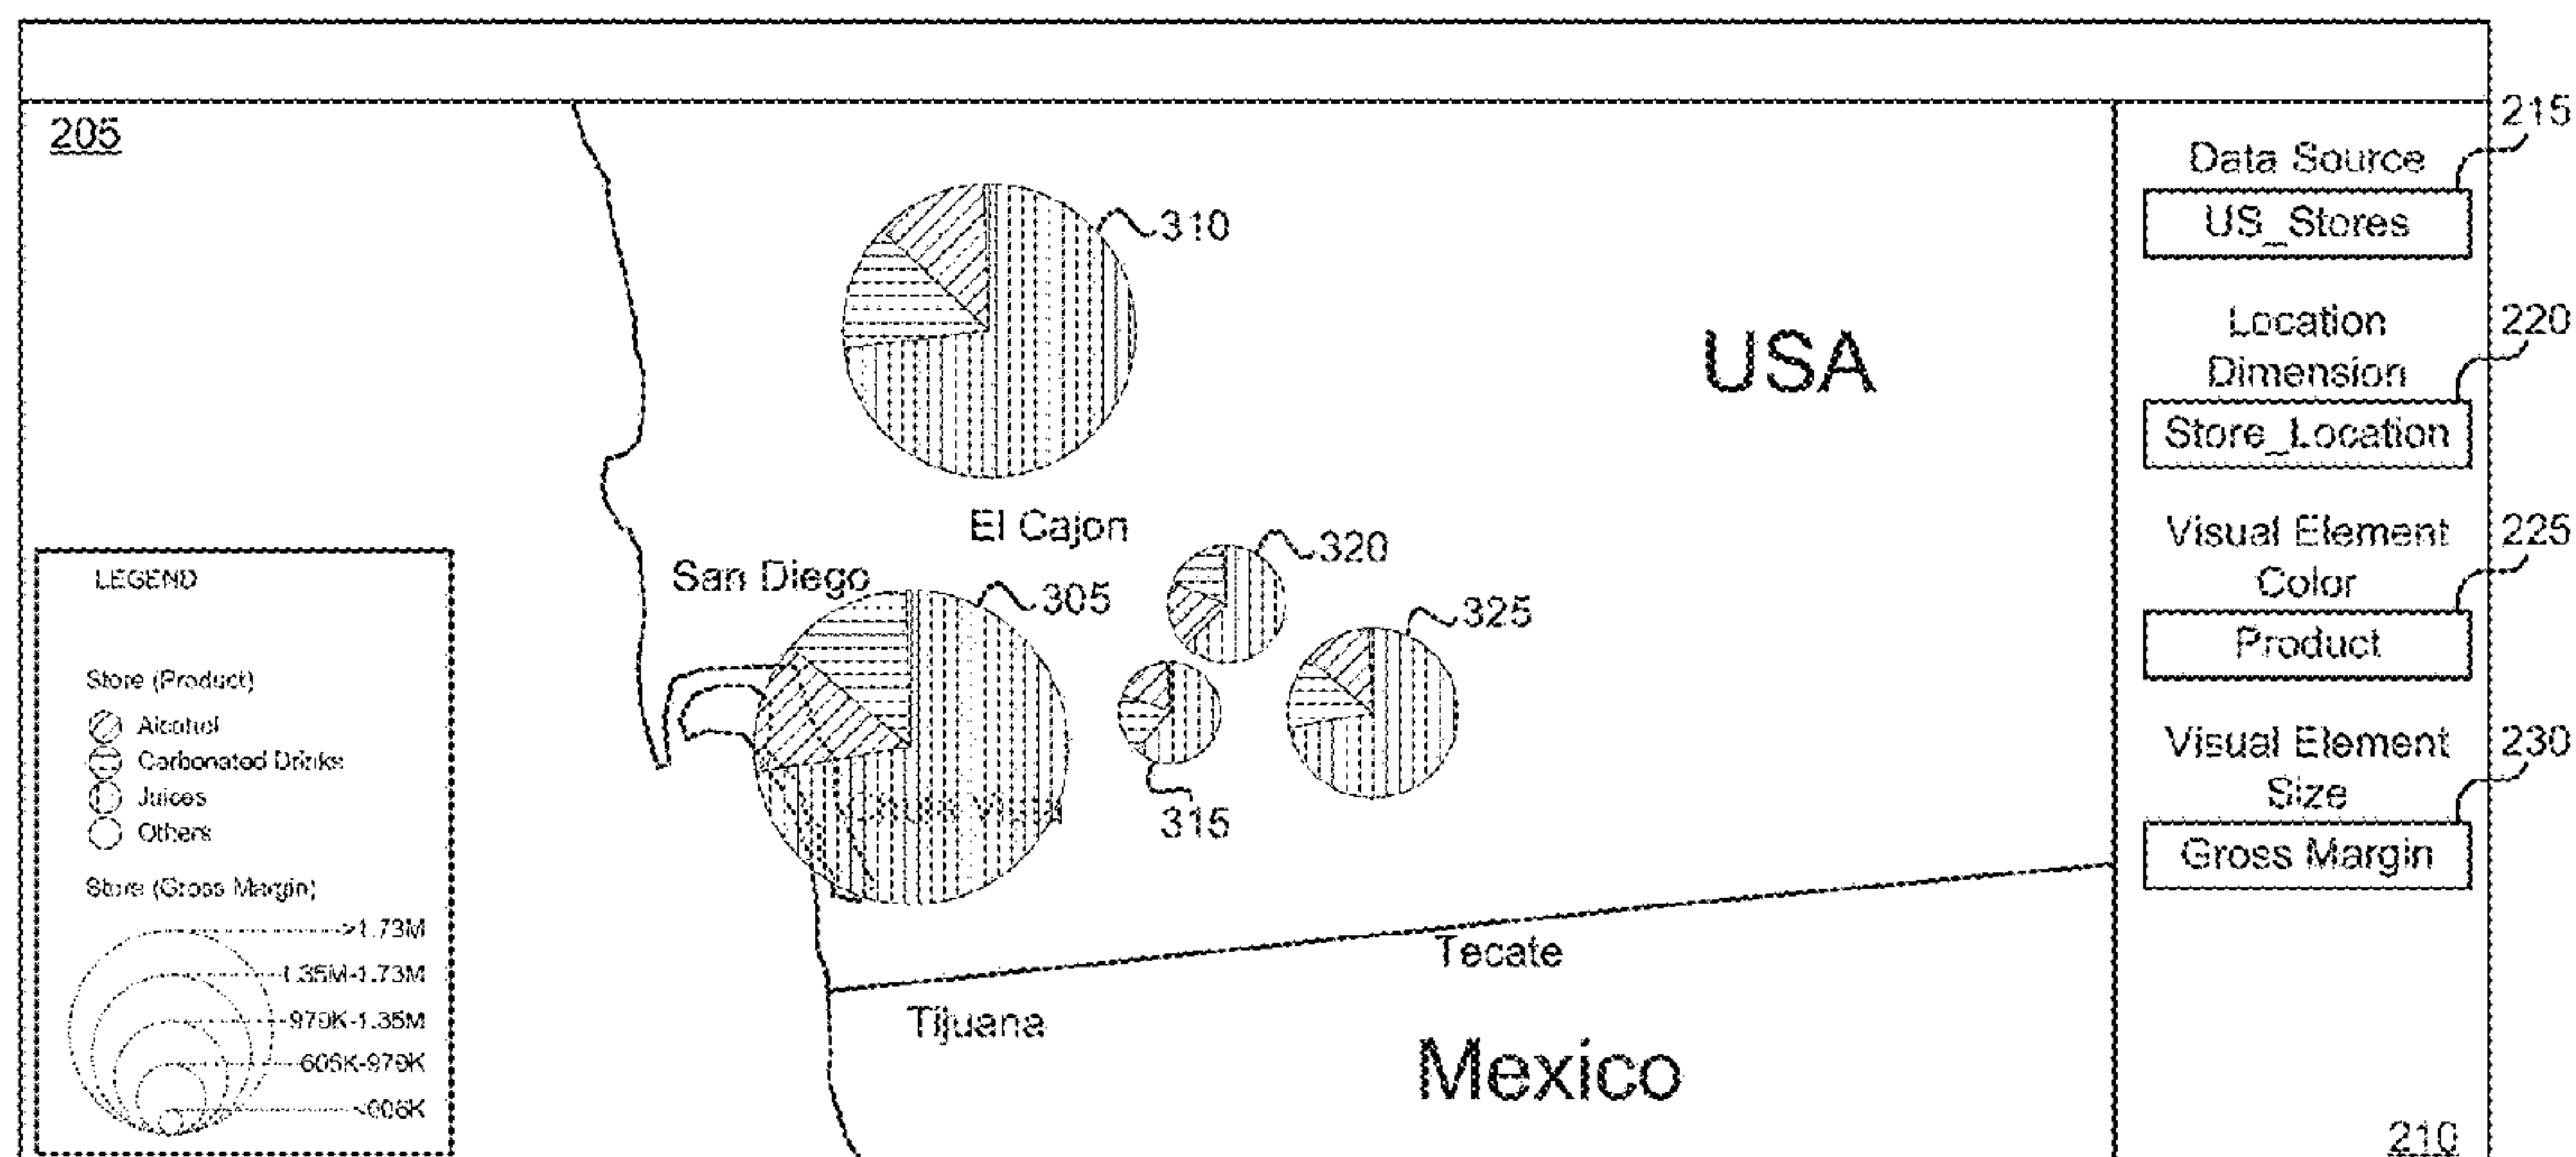 205
310
USA
El Cajon
San Diego
320
305
325
315
Tecate
Tijuana
Mexico
LEGEND
Store (Product)
Alcohol
Carbonated Drinks
Juices
Others
Store (Gross Margin)
>1.73M
1.35M-1.73M
979K-1.35M
606K-979K
<606K
215
Data Source
US_Stores
220
Location
Dimension
Store_Location
225
Visual Element
Color
Product
230
Visual Element
Size
Gross Margin
210